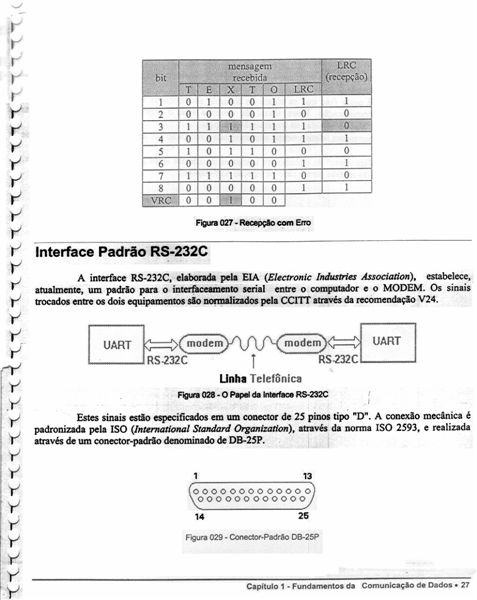 bit mensagem recebida LRC (recepção)
T E X T O LRC
1 0 1 0 0 1 1 1
2 0 0 0 0 1 0 0
3 1 1 1 1 1 1 0
4 0 0 1 0 1 1 1
5 1 0 1 1 0 0 0
6 0 0 0 0 0 1 1
7 1 1 1 1 1 0 0
8 0 0 0 0 0 1 1
VRC 0 0 1 0 0
Figura 027 - Recepção com Erro
Interface Padrão RS-232C
A interface RS-232C, elaborada pela EIA (Electronic Industries Association), estabelece,
atualmente, um padrão para o interfaceamento serial entre o computador e o MODEM. Os sinais
trocados entre os dois equipamentos são normalizados pela CCITT através da recomendação V24.
UART modem modem UART
RS-232C RS-232C
Linha Telefônica
Figura 028 - O Papel da Interface RS-232C
Estes sinais estão especificados em um conector de 25 pinos tipo "D". A conexão mecânica é
padronizada pela ISO (International Standard Organization), através da norma ISO 2593, e realizada
através de um conector-padrão denominado de DB-25P.
1 13
14 25
Figura 029 - Conector-Padrão DB-25P
Capítulo 1 - Fundamentos da Comunicação de Dados • 27